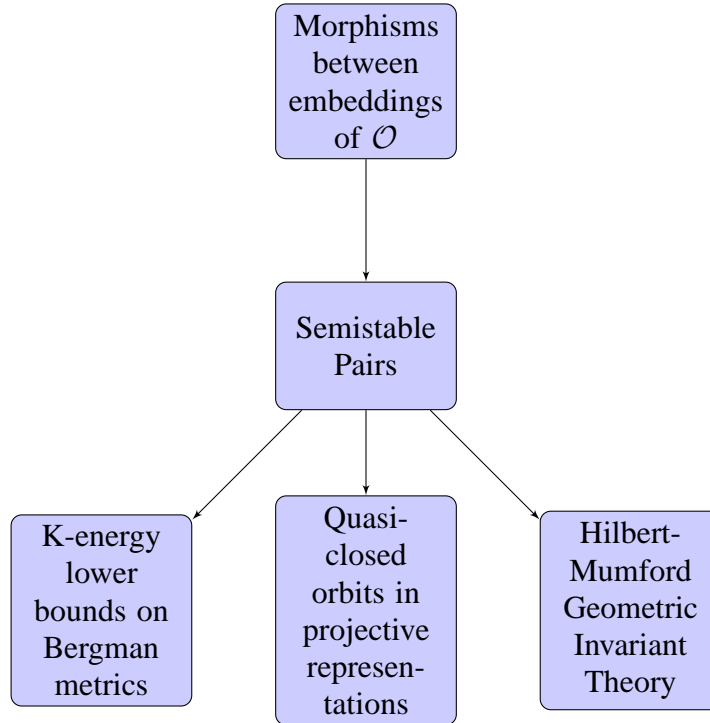 Morphisms
between
embeddings
of 𝒪
Semistable
Pairs
K-energy
lower
bounds on
Bergman
metrics
Quasi-
closed
orbits in
projective
represen-
tations
Hilbert-
Mumford
Geometric
Invariant
Theory